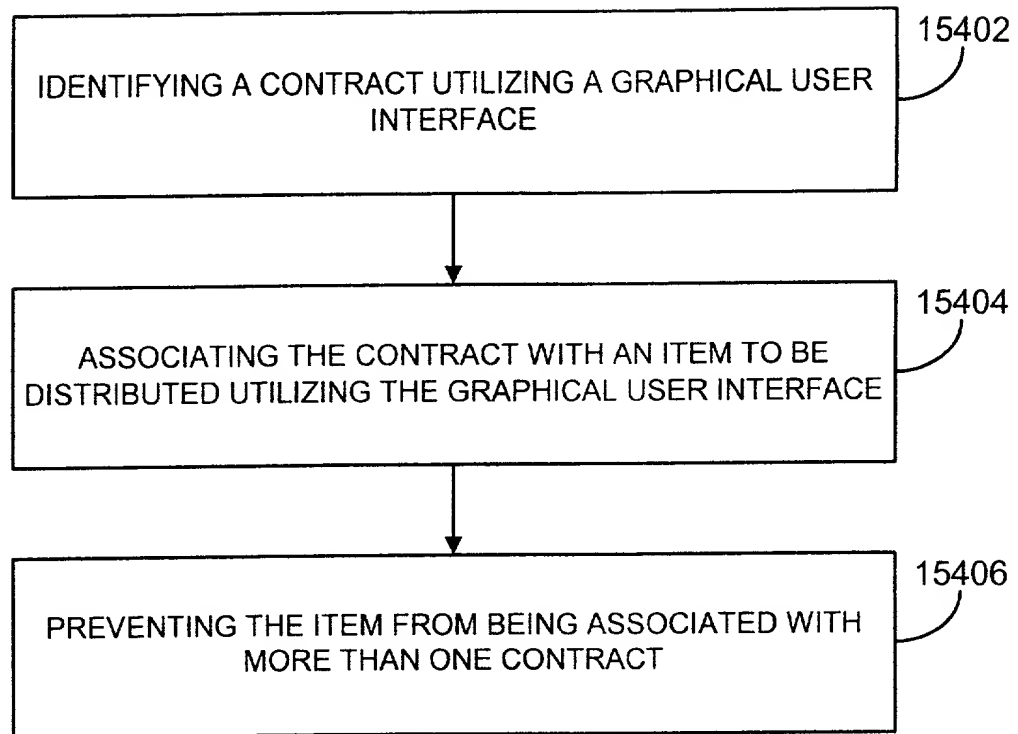 15402
IDENTIFYING A CONTRACT UTILIZING A GRAPHICAL USER
INTERFACE
15404
ASSOCIATING THE CONTRACT WITH AN ITEM TO BE
DISTRIBUTED UTILIZING THE GRAPHICAL USER INTERFACE
15406
PREVENTING THE ITEM FROM BEING ASSOCIATED WITH
MORE THAN ONE CONTRACT